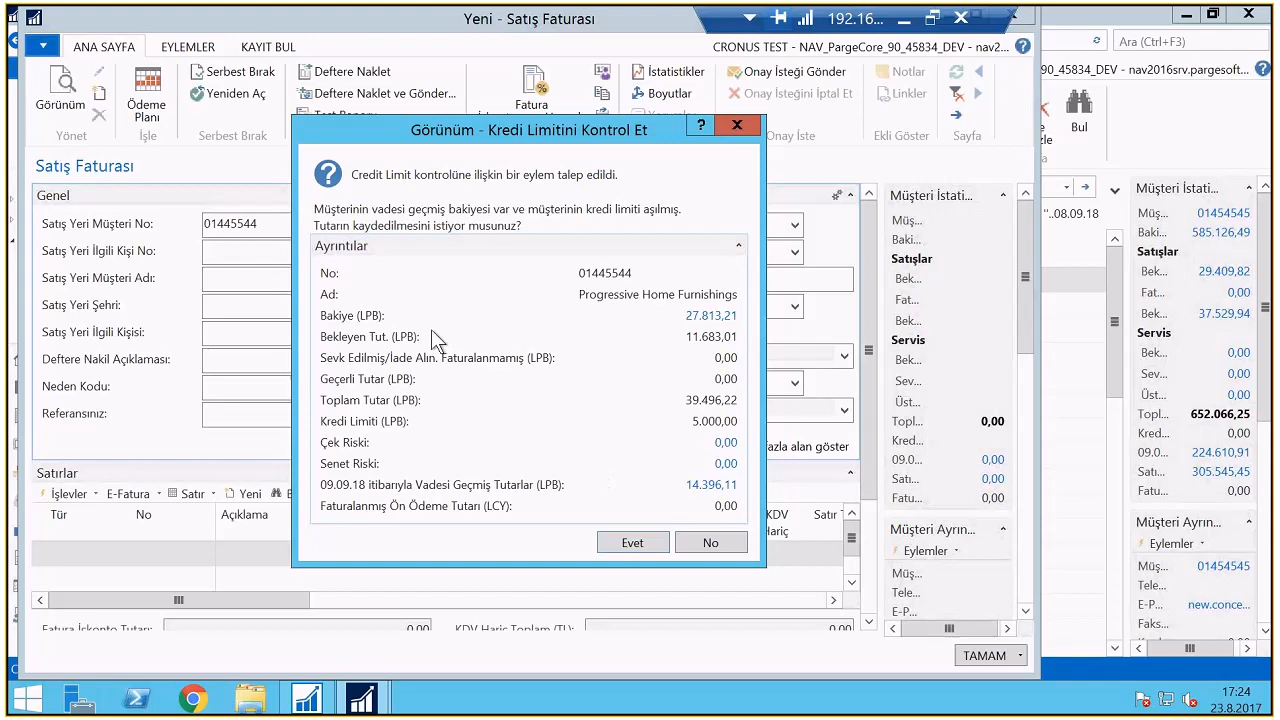 Yeni - Satış Faturası
192.16...
ANA SAYFA
EYLEMLER
KAYIT BUL
CRONUS TEST - NAV_PargeCore_90_45834_DEV - nav2...
Ara (Ctrl+F3)
_90_45834_DEV - nav2016srv.pargesoft...
Görünüm
Ödeme Planı
Serbest Bırak
Yeniden Aç
Deftere Naklet
Deftere Naklet ve Gönder...
Fatura
İstatistikler
Boyutlar
Onay İsteği Gönde
Onay İsteğini İptal Et
Notlar
Linkler
Bul
Yönet
İşle
Serbest Bırak
Onay İste
Ekli Göster
Sayfa
Satış Faturası
Genel
Satış Yeri Müşteri No:
01445544
Satış Yeri İlgili Kişi No:
Satış Yeri Müşteri Adı:
Satış Yeri Şehri:
Satış Yeri İlgili Kişisi:
Deftere Nakil Açıklaması:
Neden Kodu:
Referansınız:
azla alan göster
Satırlar
İşlevler
E-Fatura
Satır
Yeni
B
Tür
No
Açıklama
KDV Hariç
Satır T
Fatura İskonto Tutarı:
0,00
KDV Hariç Toplam (TL)
0,00
TAMAM
Görünüm - Kredi Limitini Kontrol Et
Credit Limit kontrolüne ilişkin bir eylem talep edildi.
Müşterinin vadesi geçmiş bakiyesi var ve müşterinin kredi limiti aşılmış.
Tutarın kaydedilmesini istiyor musunuz?
Ayrıntılar
No: 01445544
Ad: Progressive Home Furnishings
Bakiye (LPB): 27.813,21
Bekleyen Tut. (LPB): 11.683,01
Sevk Edilmiş/İade Alın. Faturalanmamış (LPB): 0,00
Geçerli Tutar (LPB): 0,00
Toplam Tutar (LPB): 39.496,22
Kredi Limiti (LPB): 5.000,00
Çek Riski: 0,00
Senet Riski: 0,00
09.09.18 itibarıyla Vadesi Geçmiş Tutarlar (LPB): 14.396,11
Faturalanmış Ön Ödeme Tutarı (LCY): 0,00
Evet
No
Müşteri İstati...
Müş...
Baki...
Satışlar
Bek...
Fat...
Bek...
Servis
Bek...
Sev...
Üst...
Topl... 0,00
Kred...
09.0... 0,00
Satı... 0,00
Fatu... 0,00
Müşteri Ayrın...
Eylemler
Müş...
Tele...
E-P...
"..08.09.18
Müşteri İstati...
Müş... 01454545
Baki... 585.126,49
Satışlar
Bek... 29.409,82
Fat... 0,00
Bek... 37.529,94
Servis
Bek... 0,00
Sev... 0,00
Üst... 0,00
Topl... 652.066,25
Kred... 0,00
09.0... 224.610,91
Satı... 305.545,45
Fatu... 0,00
Müşteri Ayrın...
Eylemler
Müş... 01454545
Tele...
E-P... new.conce...
Faks...
17:24
23.8.2017